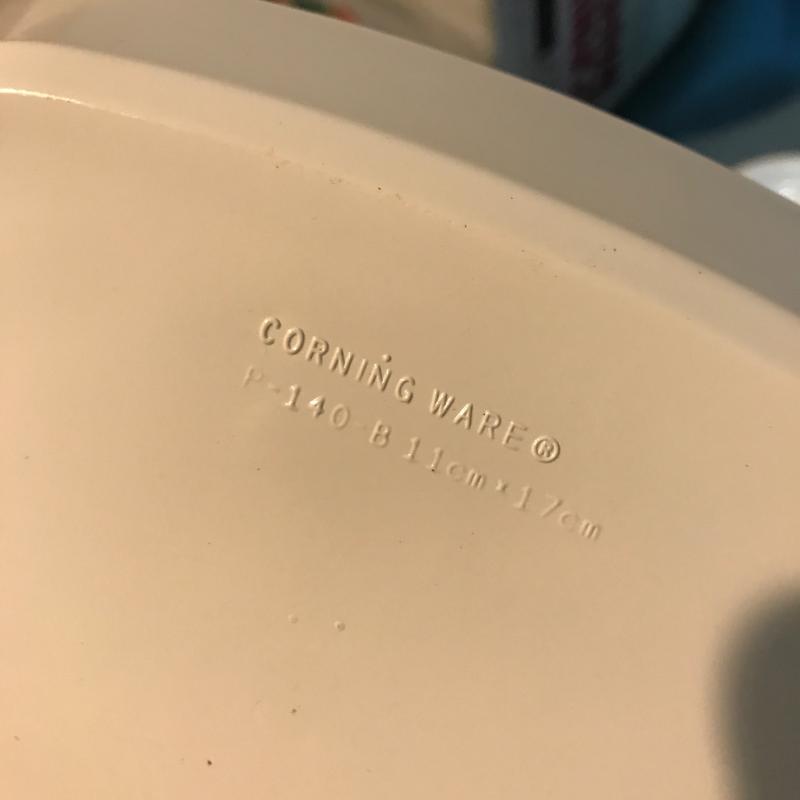 CORNING WARE®
P-140-B 11cm x 17cm